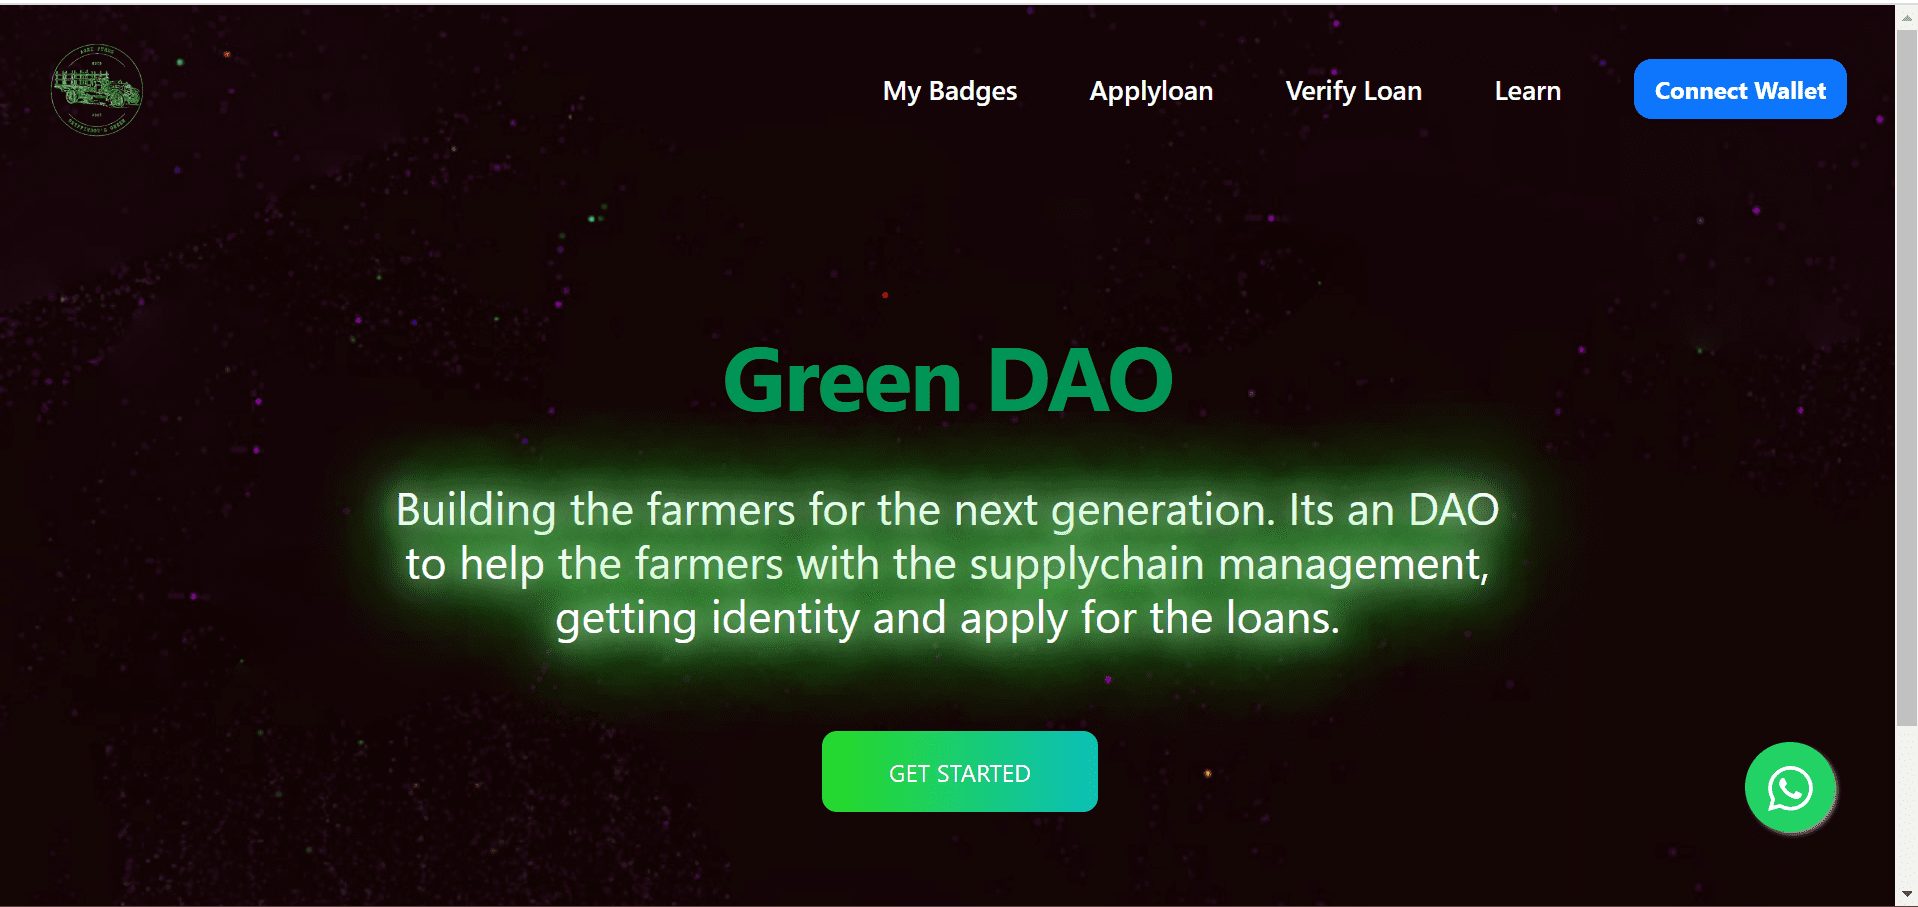 My Badges
Applyloan
Verify Loan
Learn
Connect Wallet
Green DAO
Building the farmers for the next generation. Its an DAO
to help the farmers with the supplychain management,
getting identity and apply for the loans.
GET STARTED